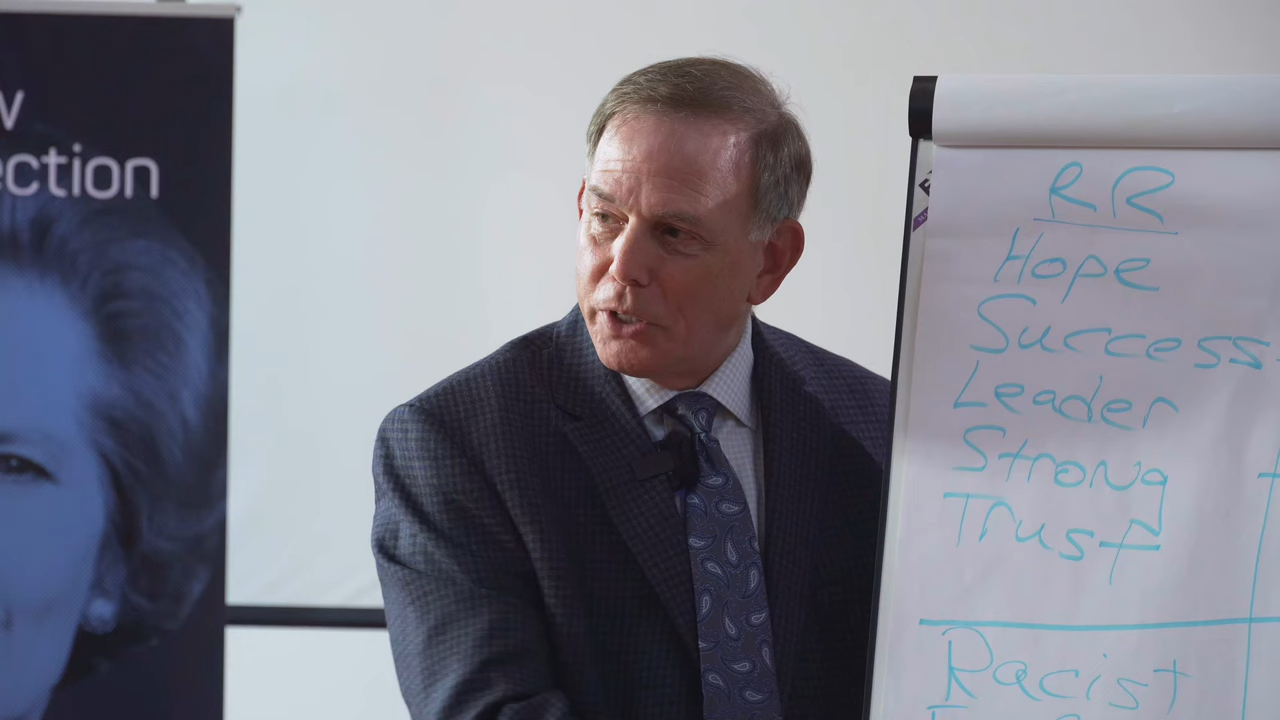 w
ection
RR
Hope
Success
Leader
Strong
Trust
Racist